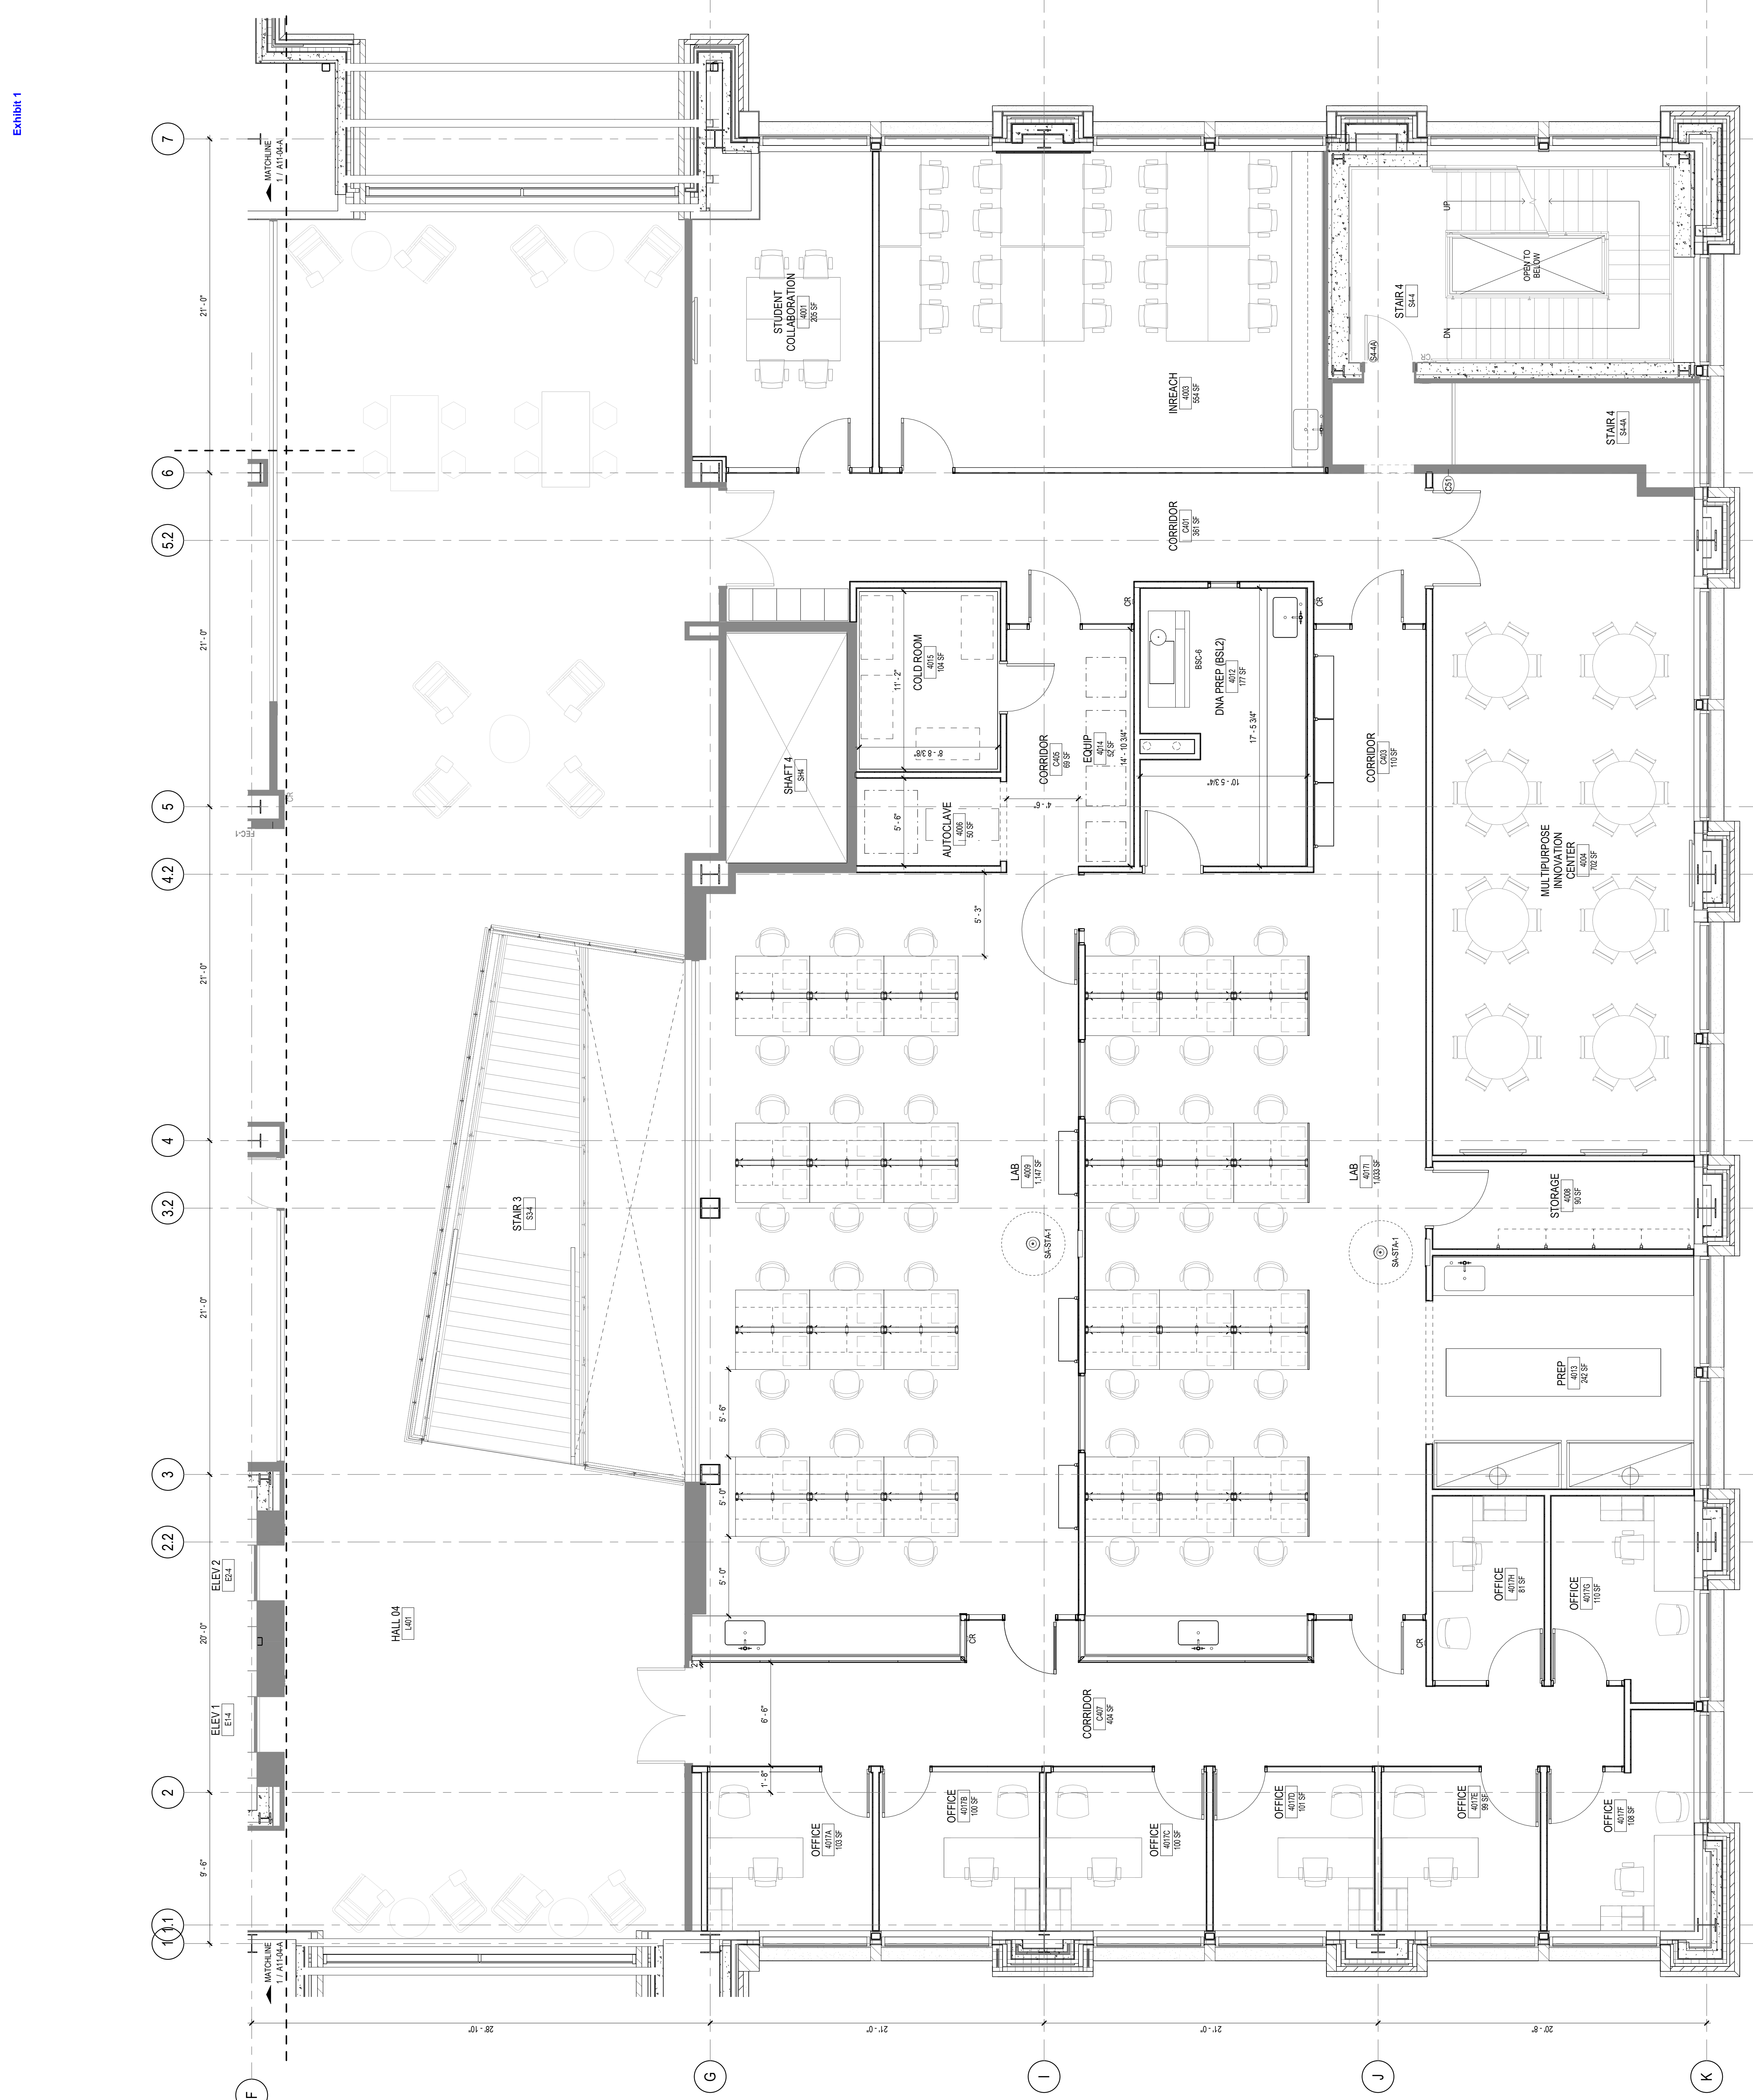 Exhibit 1
7
6
5.2
5
4.2
4
3.2
3
2.2
2
1.1
1
F
G
I
J
K
MATCHLINE
1 / A11-04-A
21' - 0"
21' - 0"
21' - 0"
21' - 0"
20' - 0"
9' - 6"
STUDENT
COLLABORATION
4001
205 SF
INREACH
4003
554 SF
STAIR 4
S4-4
UP
DN
OPEN TO
BELOW
S4-4A
CR
STAIR 4
S4-4A
C51
CORRIDOR
C401
361 SF
CR
CR
COLD ROOM
4015
104 SF
11' - 2"
8' - 8 3/8"
SHAFT 4
SH4
AUTOCLAVE
4006
50 SF
5' - 6"
CORRIDOR
C405
69 SF
4' - 6"
EQUIP
4014
52 SF
14' - 10 3/4"
BSC-6
DNA PREP (BSL2)
4012
177 SF
17' - 5 3/4"
10' - 5 3/4"
CORRIDOR
C403
110 SF
MULTIPURPOSE
INNOVATION
CENTER
4004
702 SF
FEC-1
CR
5' - 3"
STAIR 3
S3-4
LAB
4009
1,147 SF
SA-STA-1
LAB
4017I
1,033 SF
SA-STA-1
STORAGE
4008
90 SF
PREP
4013
242 SF
5' - 6"
5' - 0"
5' - 0"
ELEV 2
E2-4
HALL 04
L401
ELEV 1
E1-4
CR
CR
2"
6' - 6"
1' - 8"
CORRIDOR
C407
404 SF
OFFICE
4017H
81 SF
OFFICE
4017G
110 SF
OFFICE
4017A
103 SF
OFFICE
4017B
100 SF
OFFICE
4017C
100 SF
OFFICE
4017D
101 SF
OFFICE
4017E
99 SF
OFFICE
4017F
108 SF
MATCHLINE
1 / A11-04-A
28' - 10"
21' - 0"
21' - 0"
20' - 8"